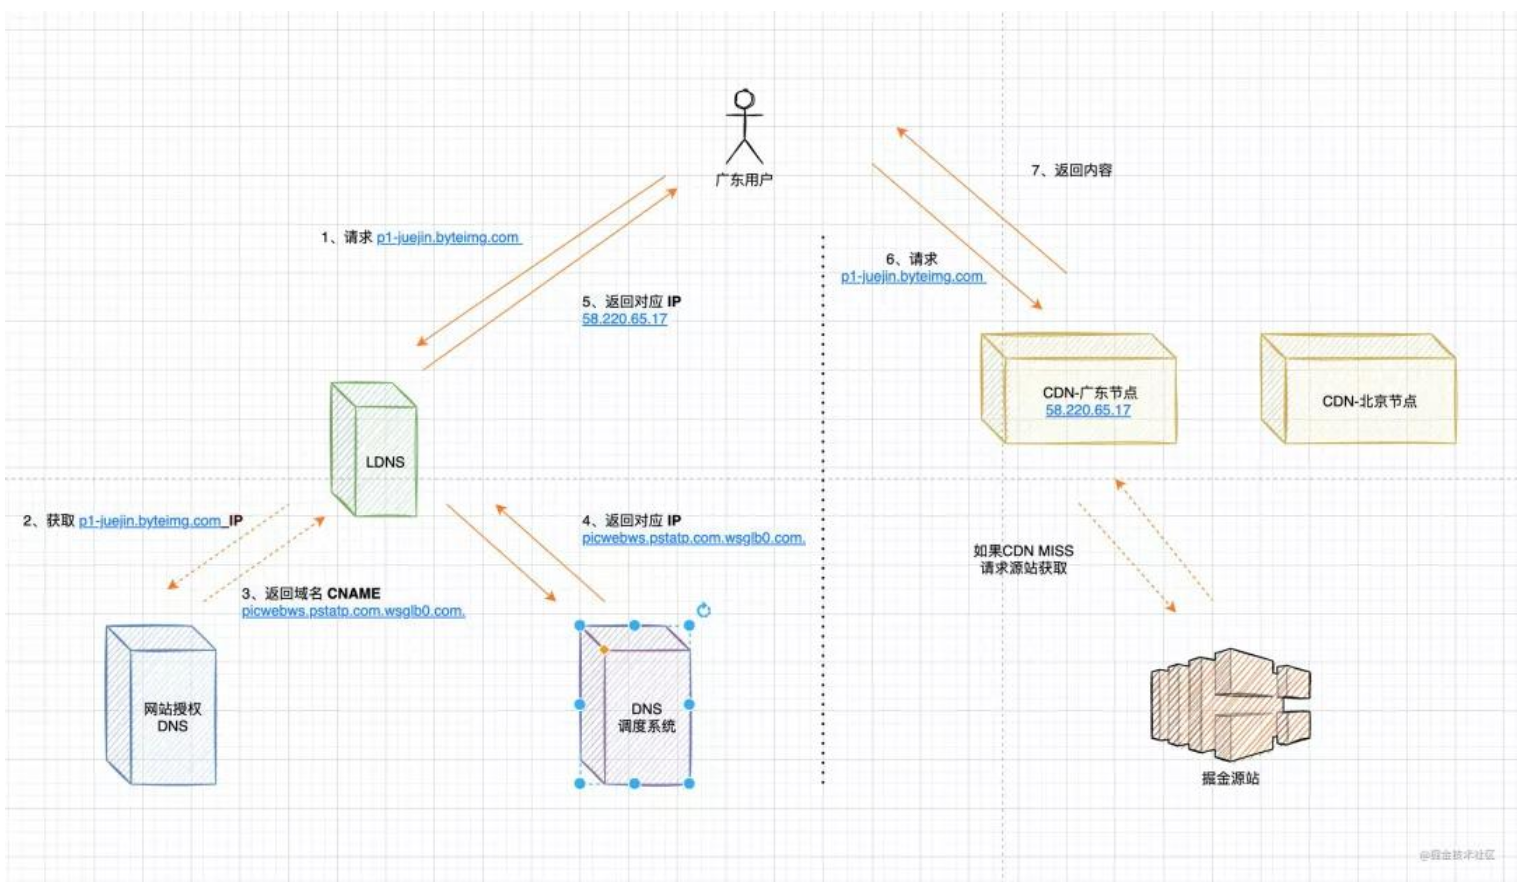 广东用户
7、返回内容
1、请求 p1-juejin.byteimg.com
6、请求
p1-juejin.byteimg.com
5、返回对应 IP
58.220.65.17
CDN-广东节点
58.220.65.17
CDN-北京节点
LDNS
2、获取 p1-juejin.byteimg.com IP
4、返回对应 IP
picwebws.pstatp.com.wsglb0.com.
如果CDN MISS
请求源站获取
3、返回域名 CNAME
picwebws.pstatp.com.wsglb0.com.
网站授权
DNS
DNS
调度系统
掘金源站
@掘金技术社区